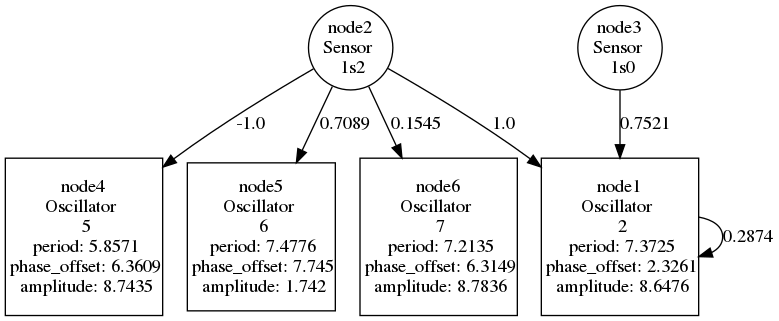 node2
Sensor
1s2
node3
Sensor
1s0
-1.0
0.7089
0.1545
1.0
0.7521
node4
Oscillator
5
period: 5.8571
phase_offset: 6.3609
amplitude: 8.7435
node5
Oscillator
6
period: 7.4776
phase_offset: 7.745
amplitude: 1.742
node6
Oscillator
7
period: 7.2135
phase_offset: 6.3149
amplitude: 8.7836
node1
Oscillator
2
period: 7.3725
phase_offset: 2.3261
amplitude: 8.6476
0.2874